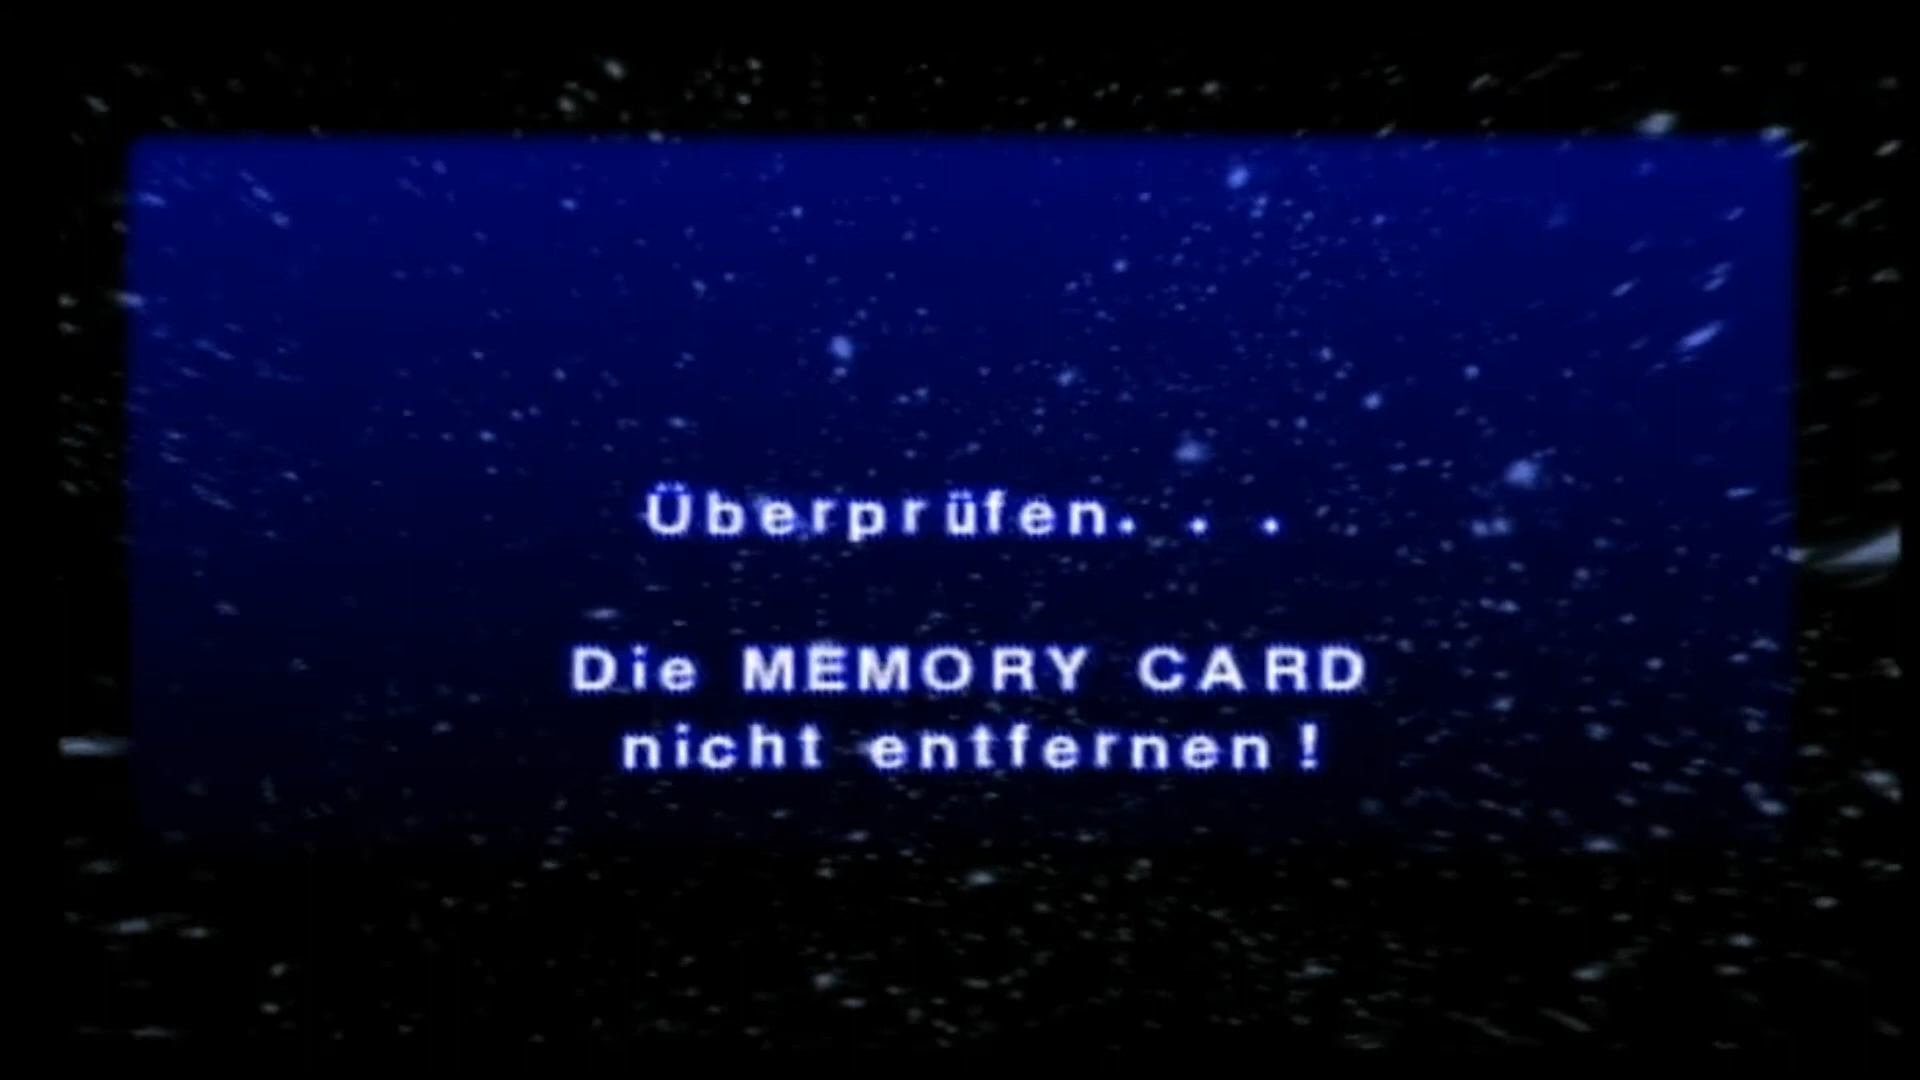 Überprüfen. . .
Die MEMORY CARD
nicht entfernen !